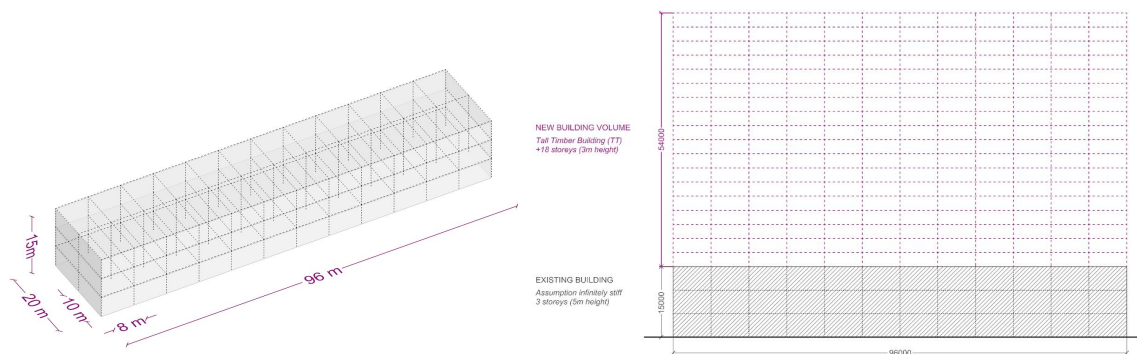 15m
20 m
10 m
8 m
96 m
NEW BUILDING VOLUME
Tall Timber Building (TT)
+18 storeys (3m height)
54000
EXISTING BUILDING
Assumption infinitely stiff
3 storeys (5m height)
15000
96000